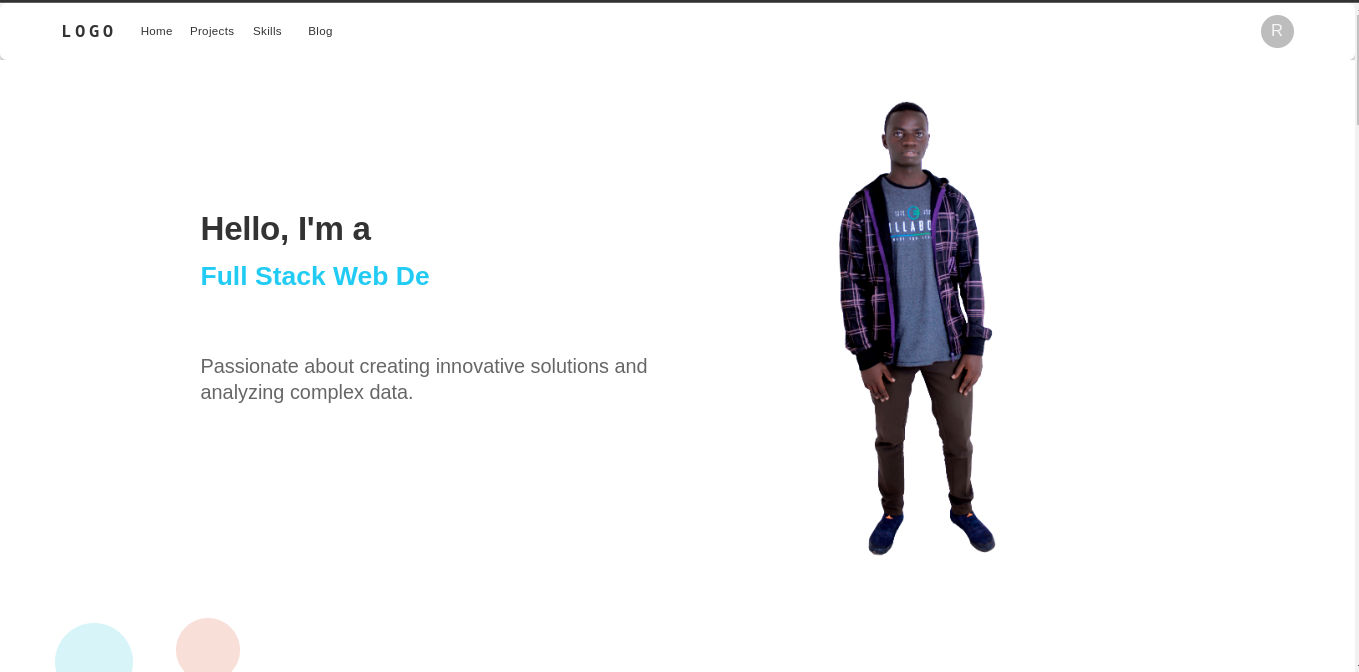 LOGO Home Projects Skills Blog R
Hello, I'm a
Full Stack Web De
Passionate about creating innovative solutions and
analyzing complex data.